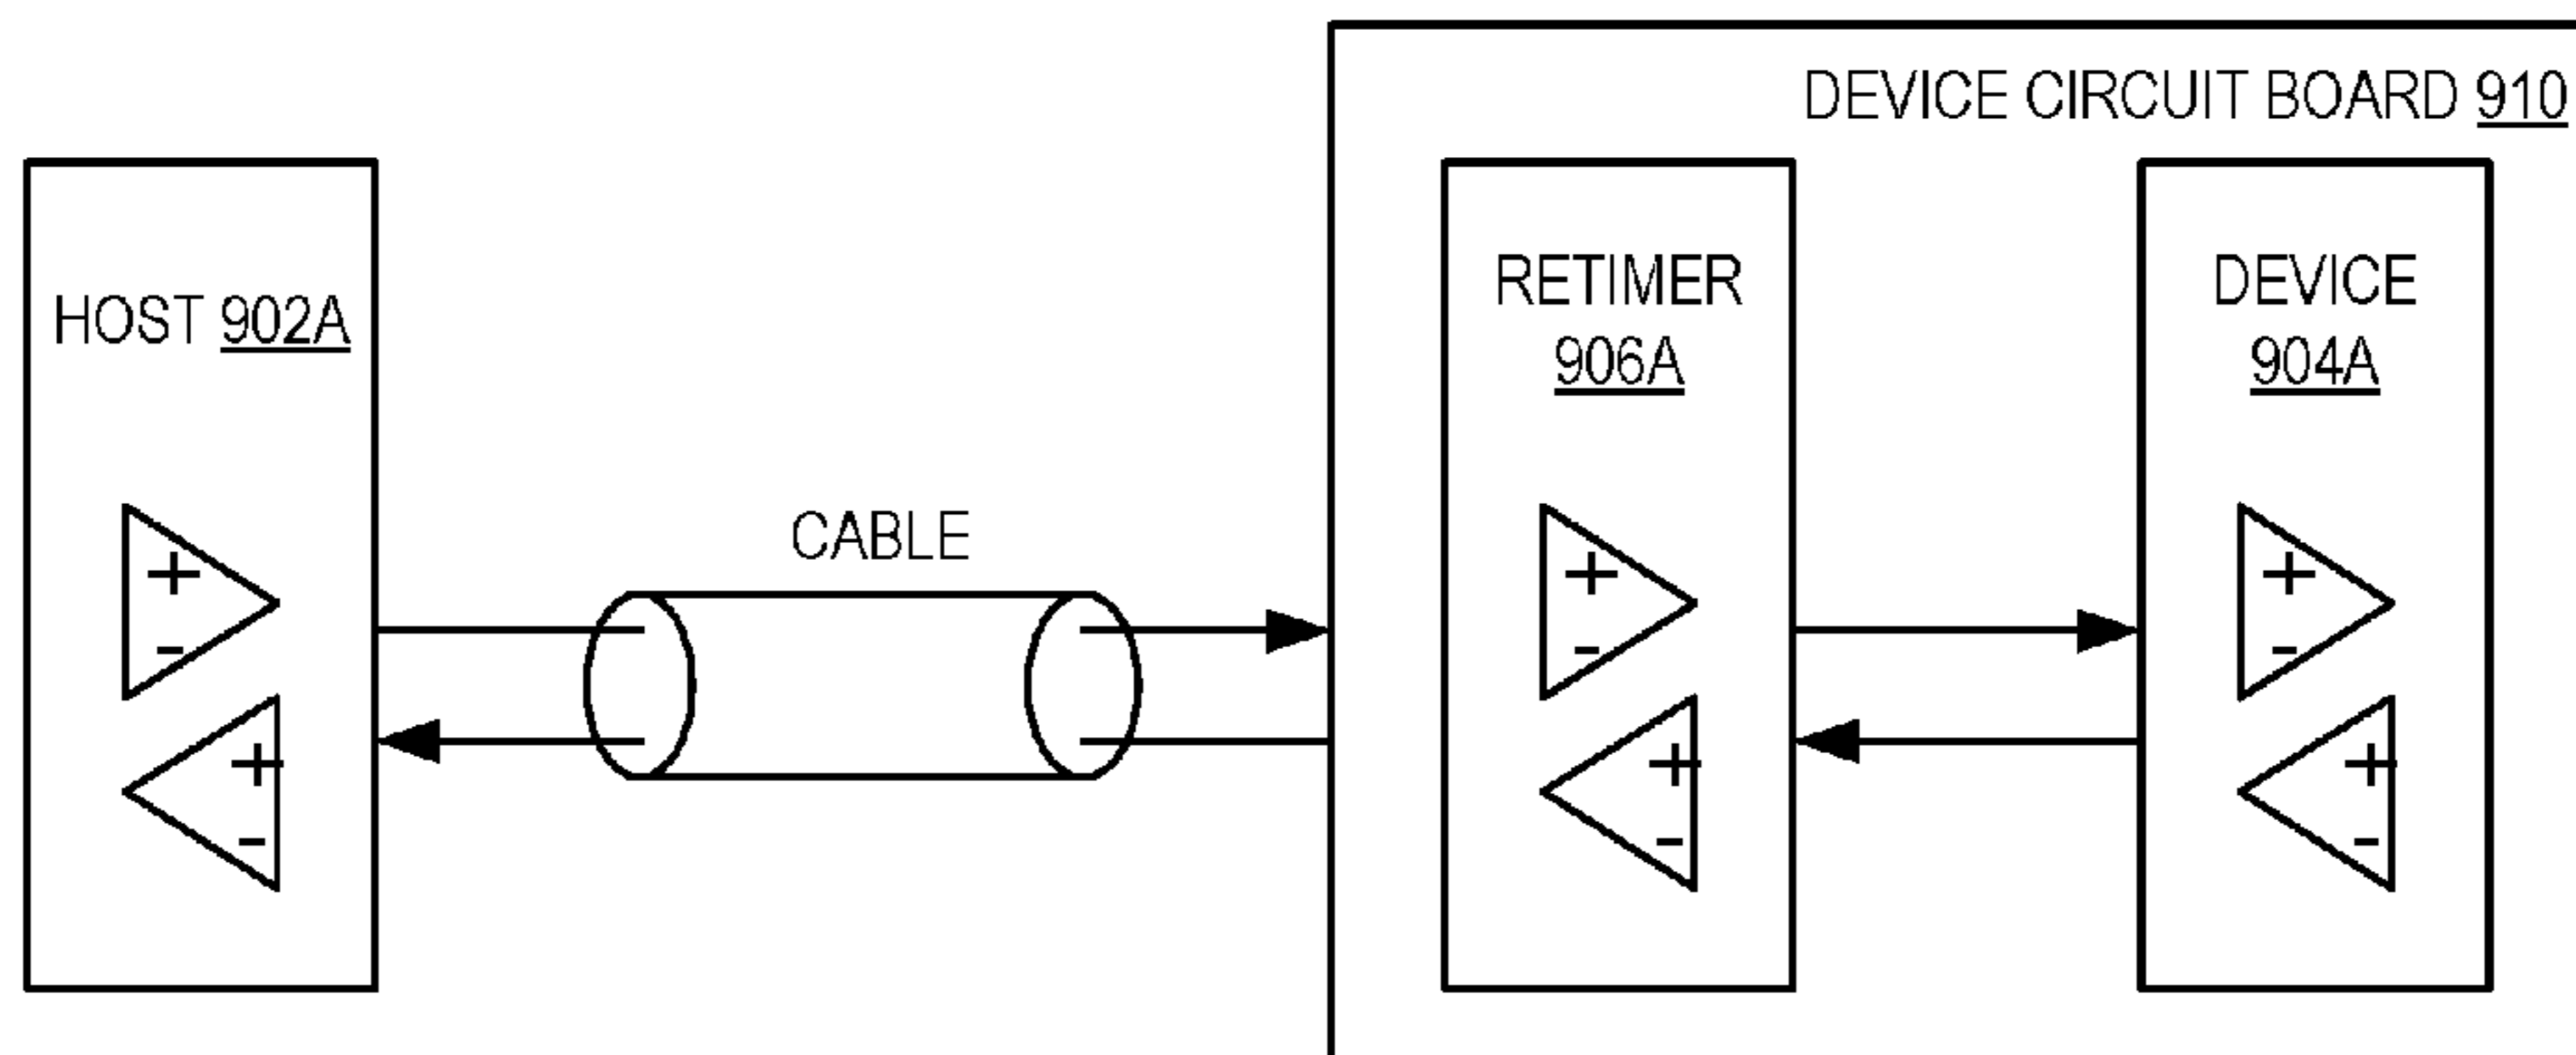 DEVICE CIRCUIT BOARD 910
HOST 902A
RETIMER
906A
DEVICE
904A
CABLE
+
-
+
-
+
-
+
-
+
-
+
-